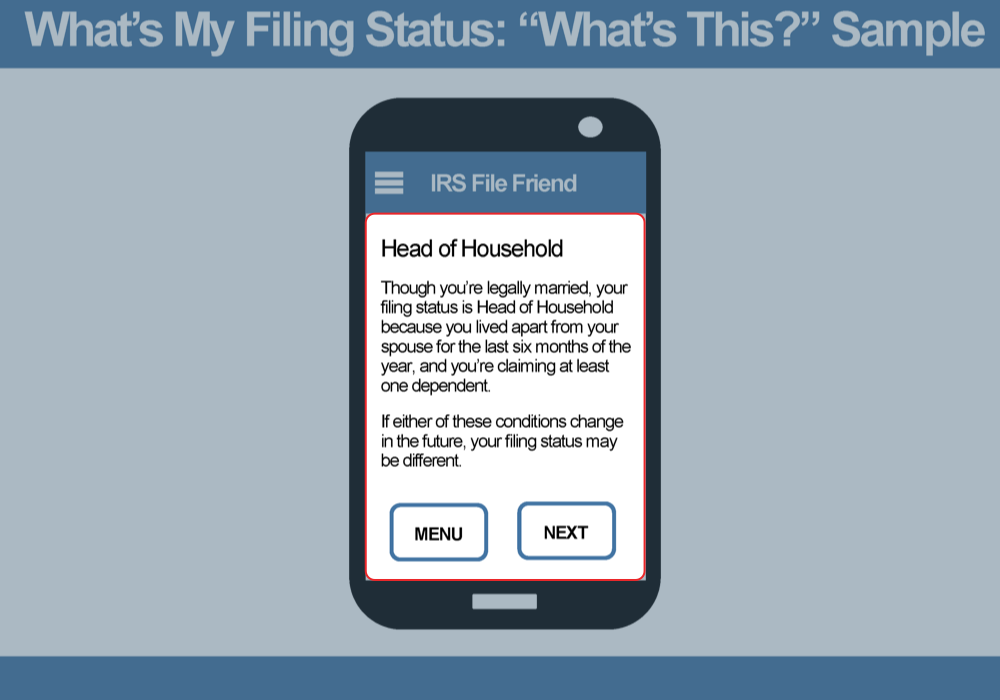 What’s My Filing Status: “What’s This?” Sample
IRS File Friend
Head of Household
Though you’re legally married, your
filing status is Head of Household
because you lived apart from your
spouse for the last six months of the
year, and you’re claiming at least
one dependent.
If either of these conditions change
in the future, your filing status may
be different.
MENU
NEXT